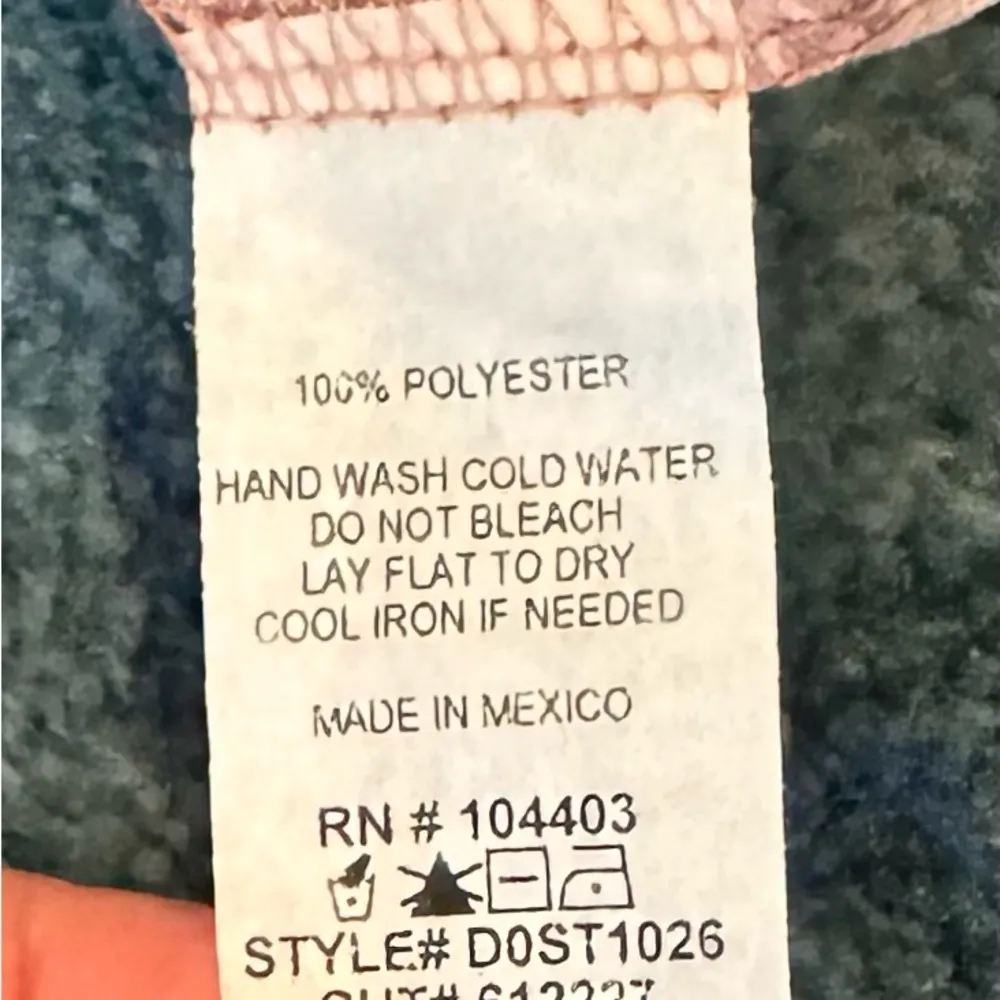 100% POLYESTER
HAND WASH COLD WATER
DO NOT BLEACH
LAY FLAT TO DRY
COOL IRON IF NEEDED
MADE IN MEXICO
RN # 104403
STYLE# D0ST1026